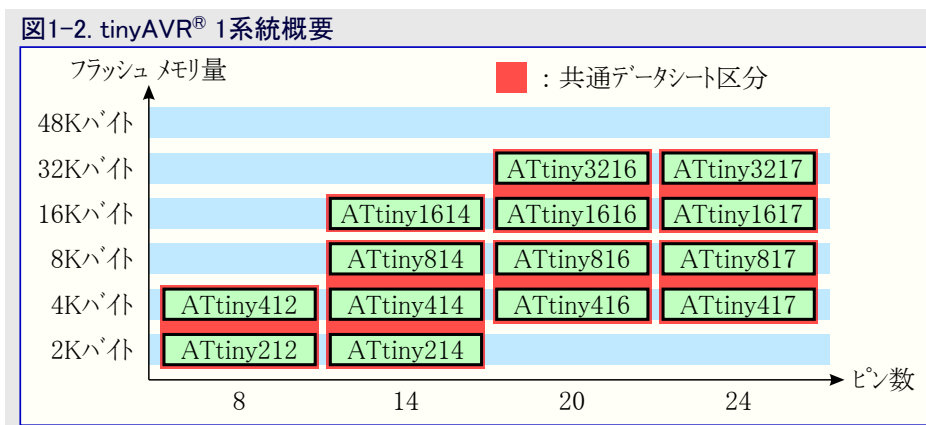 図1-2. tinyAVR® 1系統概要
フラッシュ メモリ量
：共通データシート区分
48Kバイト
32Kバイト ATtiny3216 ATtiny3217
16Kバイト ATtiny1614 ATtiny1616 ATtiny1617
8Kバイト ATtiny814 ATtiny816 ATtiny817
4Kバイト ATtiny412 ATtiny414 ATtiny416 ATtiny417
2Kバイト ATtiny212 ATtiny214
ピン数
8 14 20 24